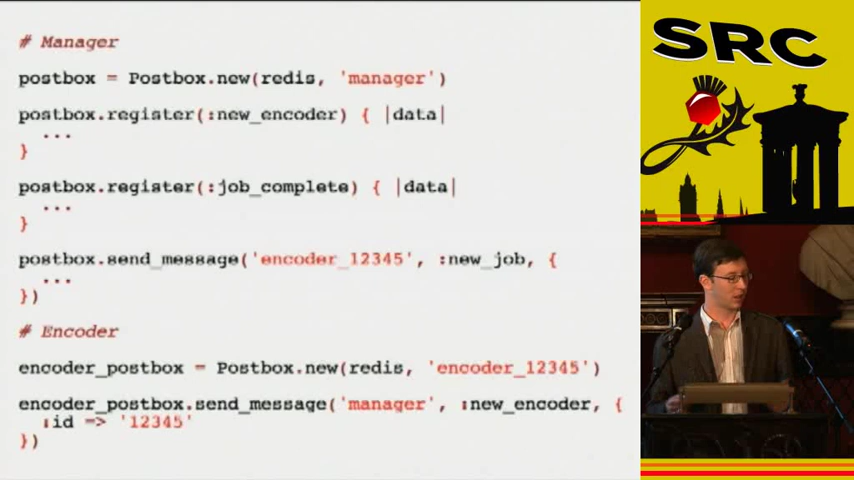 # Manager
postbox = Postbox.new(redis, 'manager')
postbox.register(:new_encoder) { |data|
...
}
postbox.register(:job_complete) { |data|
...
}
postbox.send_message('encoder_12345', :new_job, {
...
})
# Encoder
encoder_postbox = Postbox.new(redis, 'encoder_12345')
encoder_postbox.send_message('manager', :new_encoder, {
:id => '12345'
})
SRC